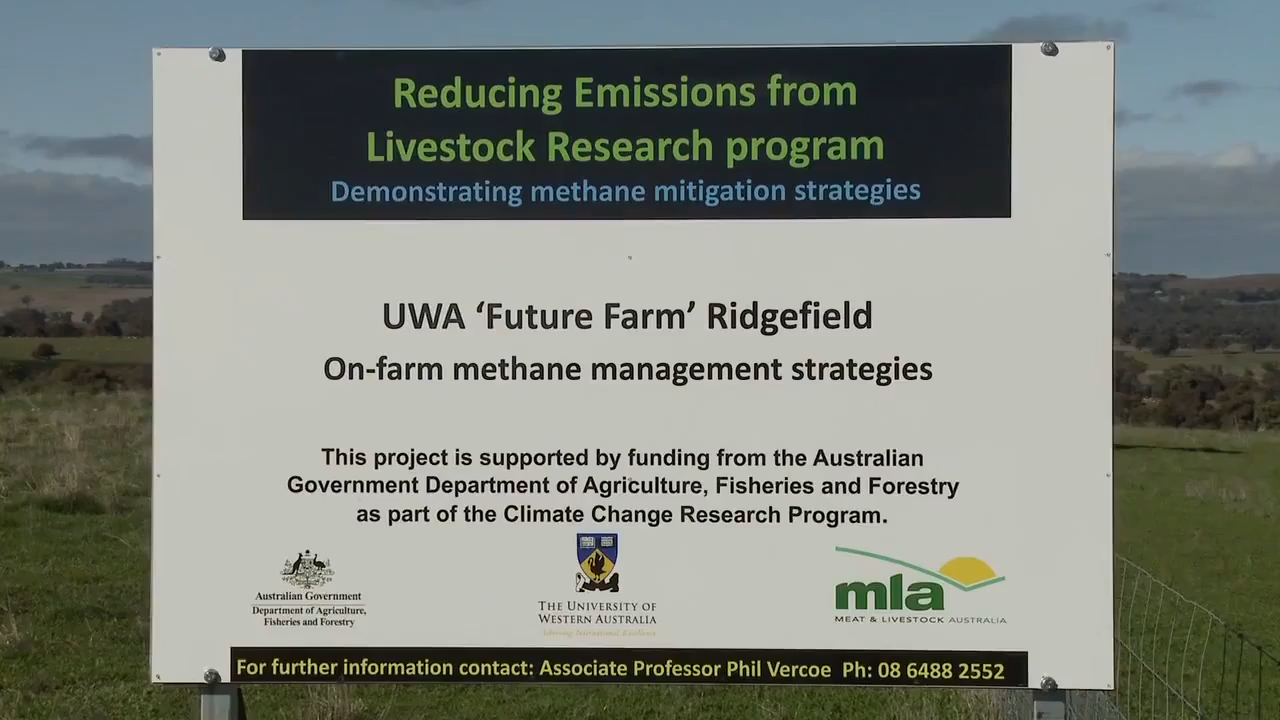 Reducing Emissions from
Livestock Research program
Demonstrating methane mitigation strategies
UWA ‘Future Farm’ Ridgefield
On-farm methane management strategies
This project is supported by funding from the Australian
Government Department of Agriculture, Fisheries and Forestry
as part of the Climate Change Research Program.
Australian Government
Department of Agriculture,
Fisheries and Forestry
THE UNIVERSITY OF
WESTERN AUSTRALIA
Achieving International Excellence
mla
MEAT & LIVESTOCK AUSTRALIA
For further information contact: Associate Professor Phil Vercoe Ph: 08 6488 2552